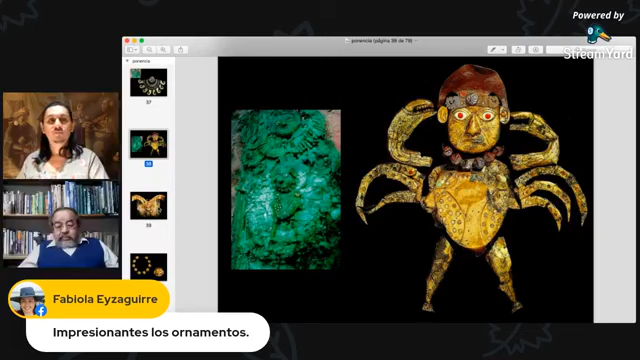 Powered by
StreamYard
ponencia (página 38 de 79)
ponencia
37
38
39
Fabiola Eyzaguirre
Impresionantes los ornamentos.